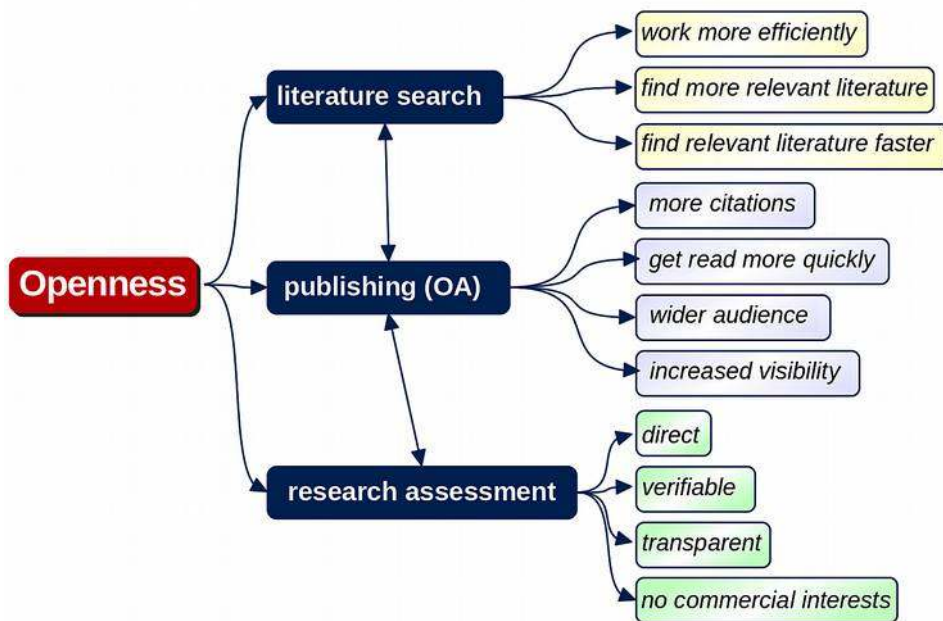 Openness
literature search
work more efficiently
find more relevant literature
find relevant literature faster
publishing (OA)
more citations
get read more quickly
wider audience
increased visibility
research assessment
direct
verifiable
transparent
no commercial interests